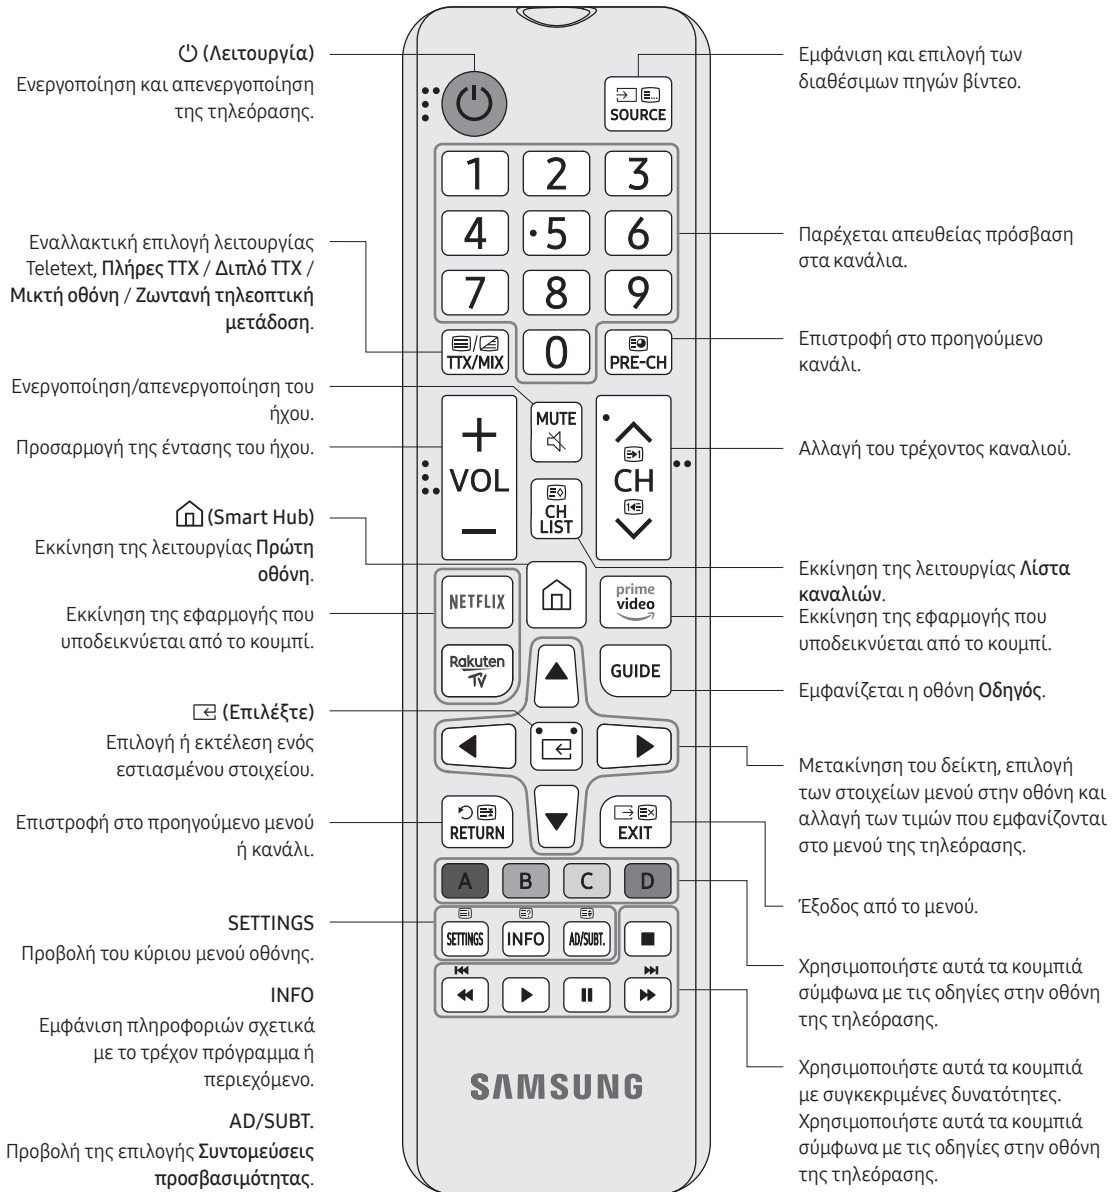 (Λειτουργία)
Ενεργοποίηση και απενεργοποίηση
της τηλεόρασης.
Εναλλακτική επιλογή λειτουργίας
Teletext, Πλήρες TTX / Διπλό TTX /
Μικτή οθόνη / Ζωντανή τηλεοπτική
μετάδοση.
Ενεργοποίηση/απενεργοποίηση του
ήχου.
Προσαρμογή της έντασης του ήχου.
(Smart Hub)
Εκκίνηση της λειτουργίας Πρώτη
οθόνη.
Εκκίνηση της εφαρμογής που
υποδεικνύεται από το κουμπί.
(Επιλέξτε)
Επιλογή ή εκτέλεση ενός
εστιασμένου στοιχείου.
Επιστροφή στο προηγούμενο μενού
ή κανάλι.
SETTINGS
Προβολή του κύριου μενού οθόνης.
INFO
Εμφάνιση πληροφοριών σχετικά
με το τρέχον πρόγραμμα ή
περιεχόμενο.
AD/SUBT.
Προβολή της επιλογής Συντομεύσεις
προσβασιμότητας.
SOURCE
1 2 3
4 5 6
7 8 9
TTX/MIX 0 PRE-CH
MUTE
VOL
CH
CH
LIST
NETFLIX
prime
video
Rakuten
TV
GUIDE
RETURN
EXIT
A B C D
SETTINGS INFO AD/SUBT.
SAMSUNG
Εμφάνιση και επιλογή των
διαθέσιμων πηγών βίντεο.
Παρέχεται απευθείας πρόσβαση
στα κανάλια.
Επιστροφή στο προηγούμενο
κανάλι.
Αλλαγή του τρέχοντος καναλιού.
Εκκίνηση της λειτουργίας Λίστα
καναλιών.
Εκκίνηση της εφαρμογής που
υποδεικνύεται από το κουμπί.
Εμφανίζεται η οθόνη Οδηγός.
Μετακίνηση του δείκτη, επιλογή
των στοιχείων μενού στην οθόνη και
αλλαγή των τιμών που εμφανίζονται
στο μενού της τηλεόρασης.
Έξοδος από το μενού.
Χρησιμοποιήστε αυτά τα κουμπιά
σύμφωνα με τις οδηγίες στην οθόνη
της τηλεόρασης.
Χρησιμοποιήστε αυτά τα κουμπιά
με συγκεκριμένες δυνατότητες.
Χρησιμοποιήστε αυτά τα κουμπιά
σύμφωνα με τις οδηγίες στην οθόνη
της τηλεόρασης.